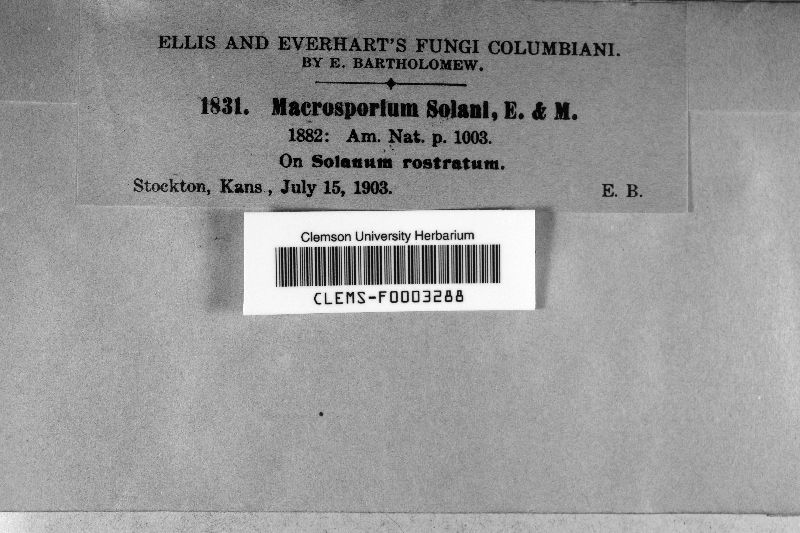 ELLIS AND EVERHART'S FUNGI COLUMBIANI.
BY E. BARTHOLOMEW.
1831. Macrosporium Solani, E. & M.
1882: Am. Nat. p. 1003.
On Solanum rostratum.
Stockton, Kans., July 15, 1903. E. B.
Clemson University Herbarium
CLEMS-F0003288